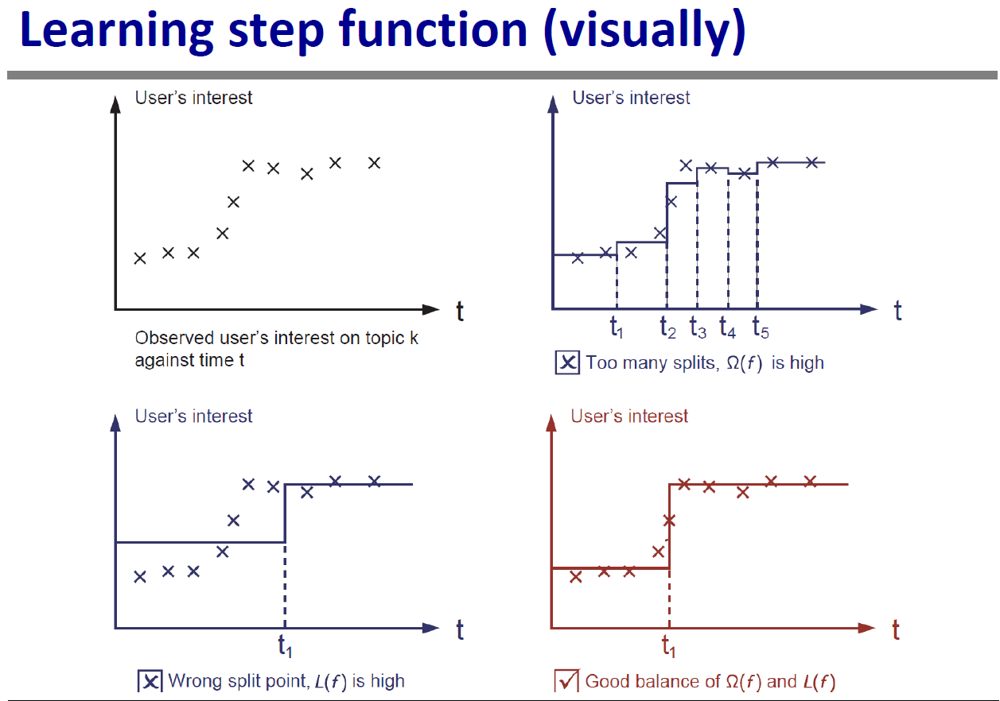 Learning step function (visually)
User's interest
t
Observed user's interest on topic k
against time t
User's interest
t
t₁ t₂ t₃ t₄ t₅
Too many splits, Ω(f) is high
User's interest
t
t₁
Wrong split point, L(f) is high
User's interest
t
t₁
Good balance of Ω(f) and L(f)